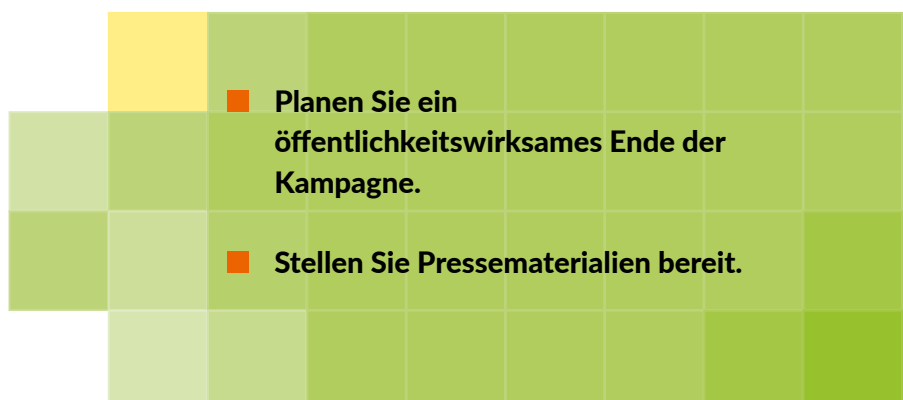 Planen Sie ein
öffentlichkeitswirksames Ende der
Kampagne.
Stellen Sie Pressematerialien bereit.